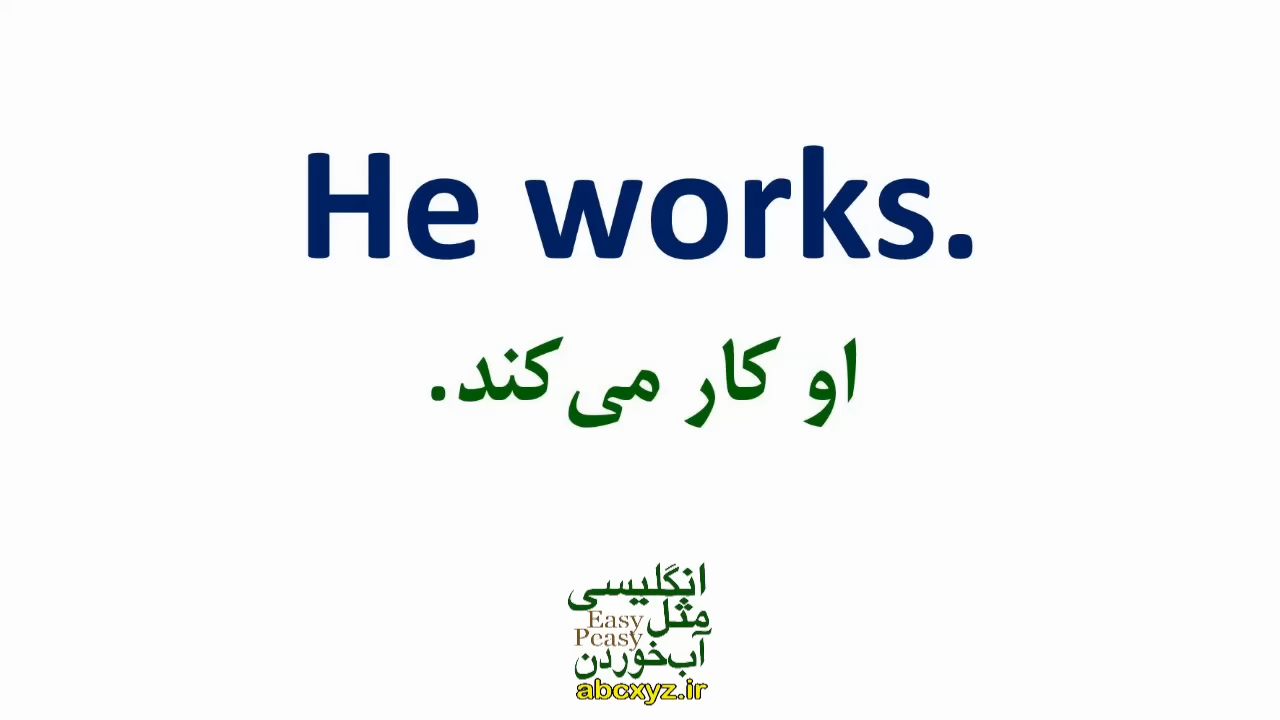 He works.
او کار می‌کند.
انگلیسی
مثل
Easy
Peasy
آب‌خوردن
abcxyz.ir